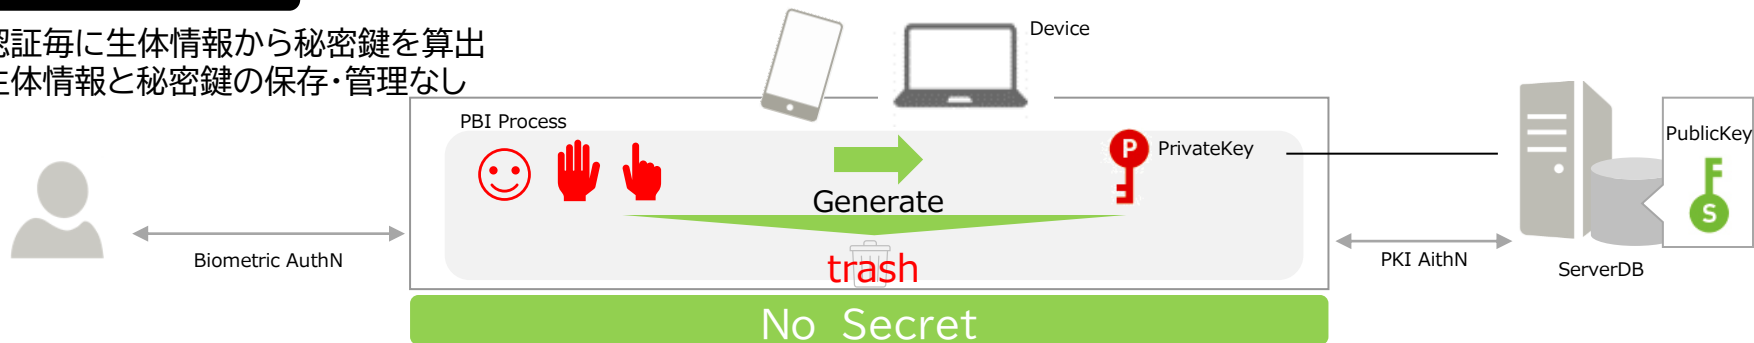 認証毎に生体情報から秘密鍵を算出
生体情報と秘密鍵の保存・管理なし
Device
PBI Process
P
PrivateKey
PublicKey
Generate
S
Biometric AuthN
trash
PKI AithN
ServerDB
No Secret